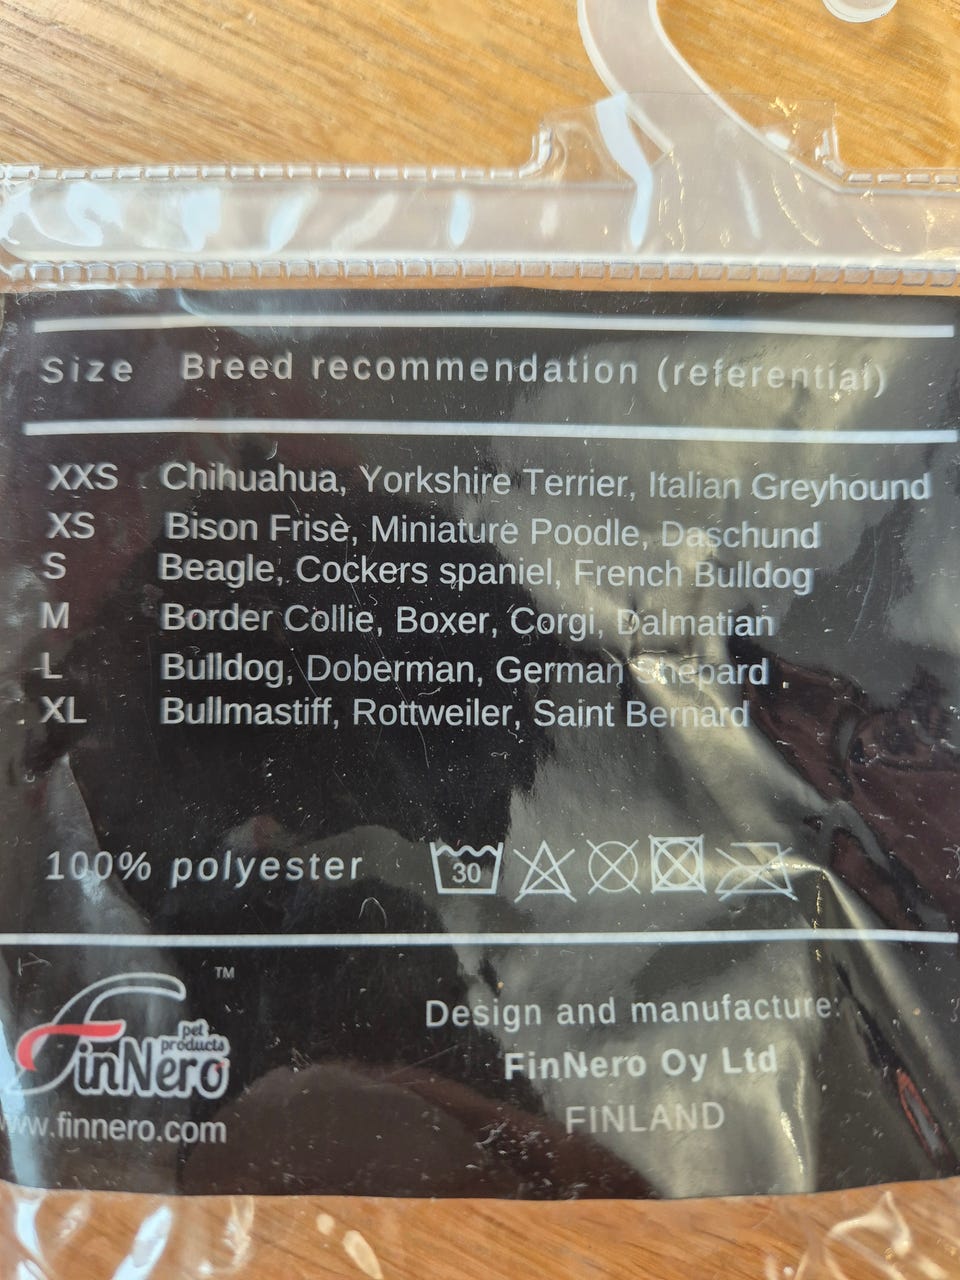 Size Breed recommendation (referential)
XXS Chihuahua, Yorkshire Terrier, Italian Greyhound
XS Bison Frisè, Miniature Poodle, Daschund
S Beagle, Cockers spaniel, French Bulldog
M Border Collie, Boxer, Corgi, Dalmatian
L Bulldog, Doberman, German Shepard
XL Bullmastiff, Rottweiler, Saint Bernard
100% polyester 30
TM
pet
products
FinNero
www.finnero.com
Design and manufacture:
FinNero Oy Ltd
FINLAND